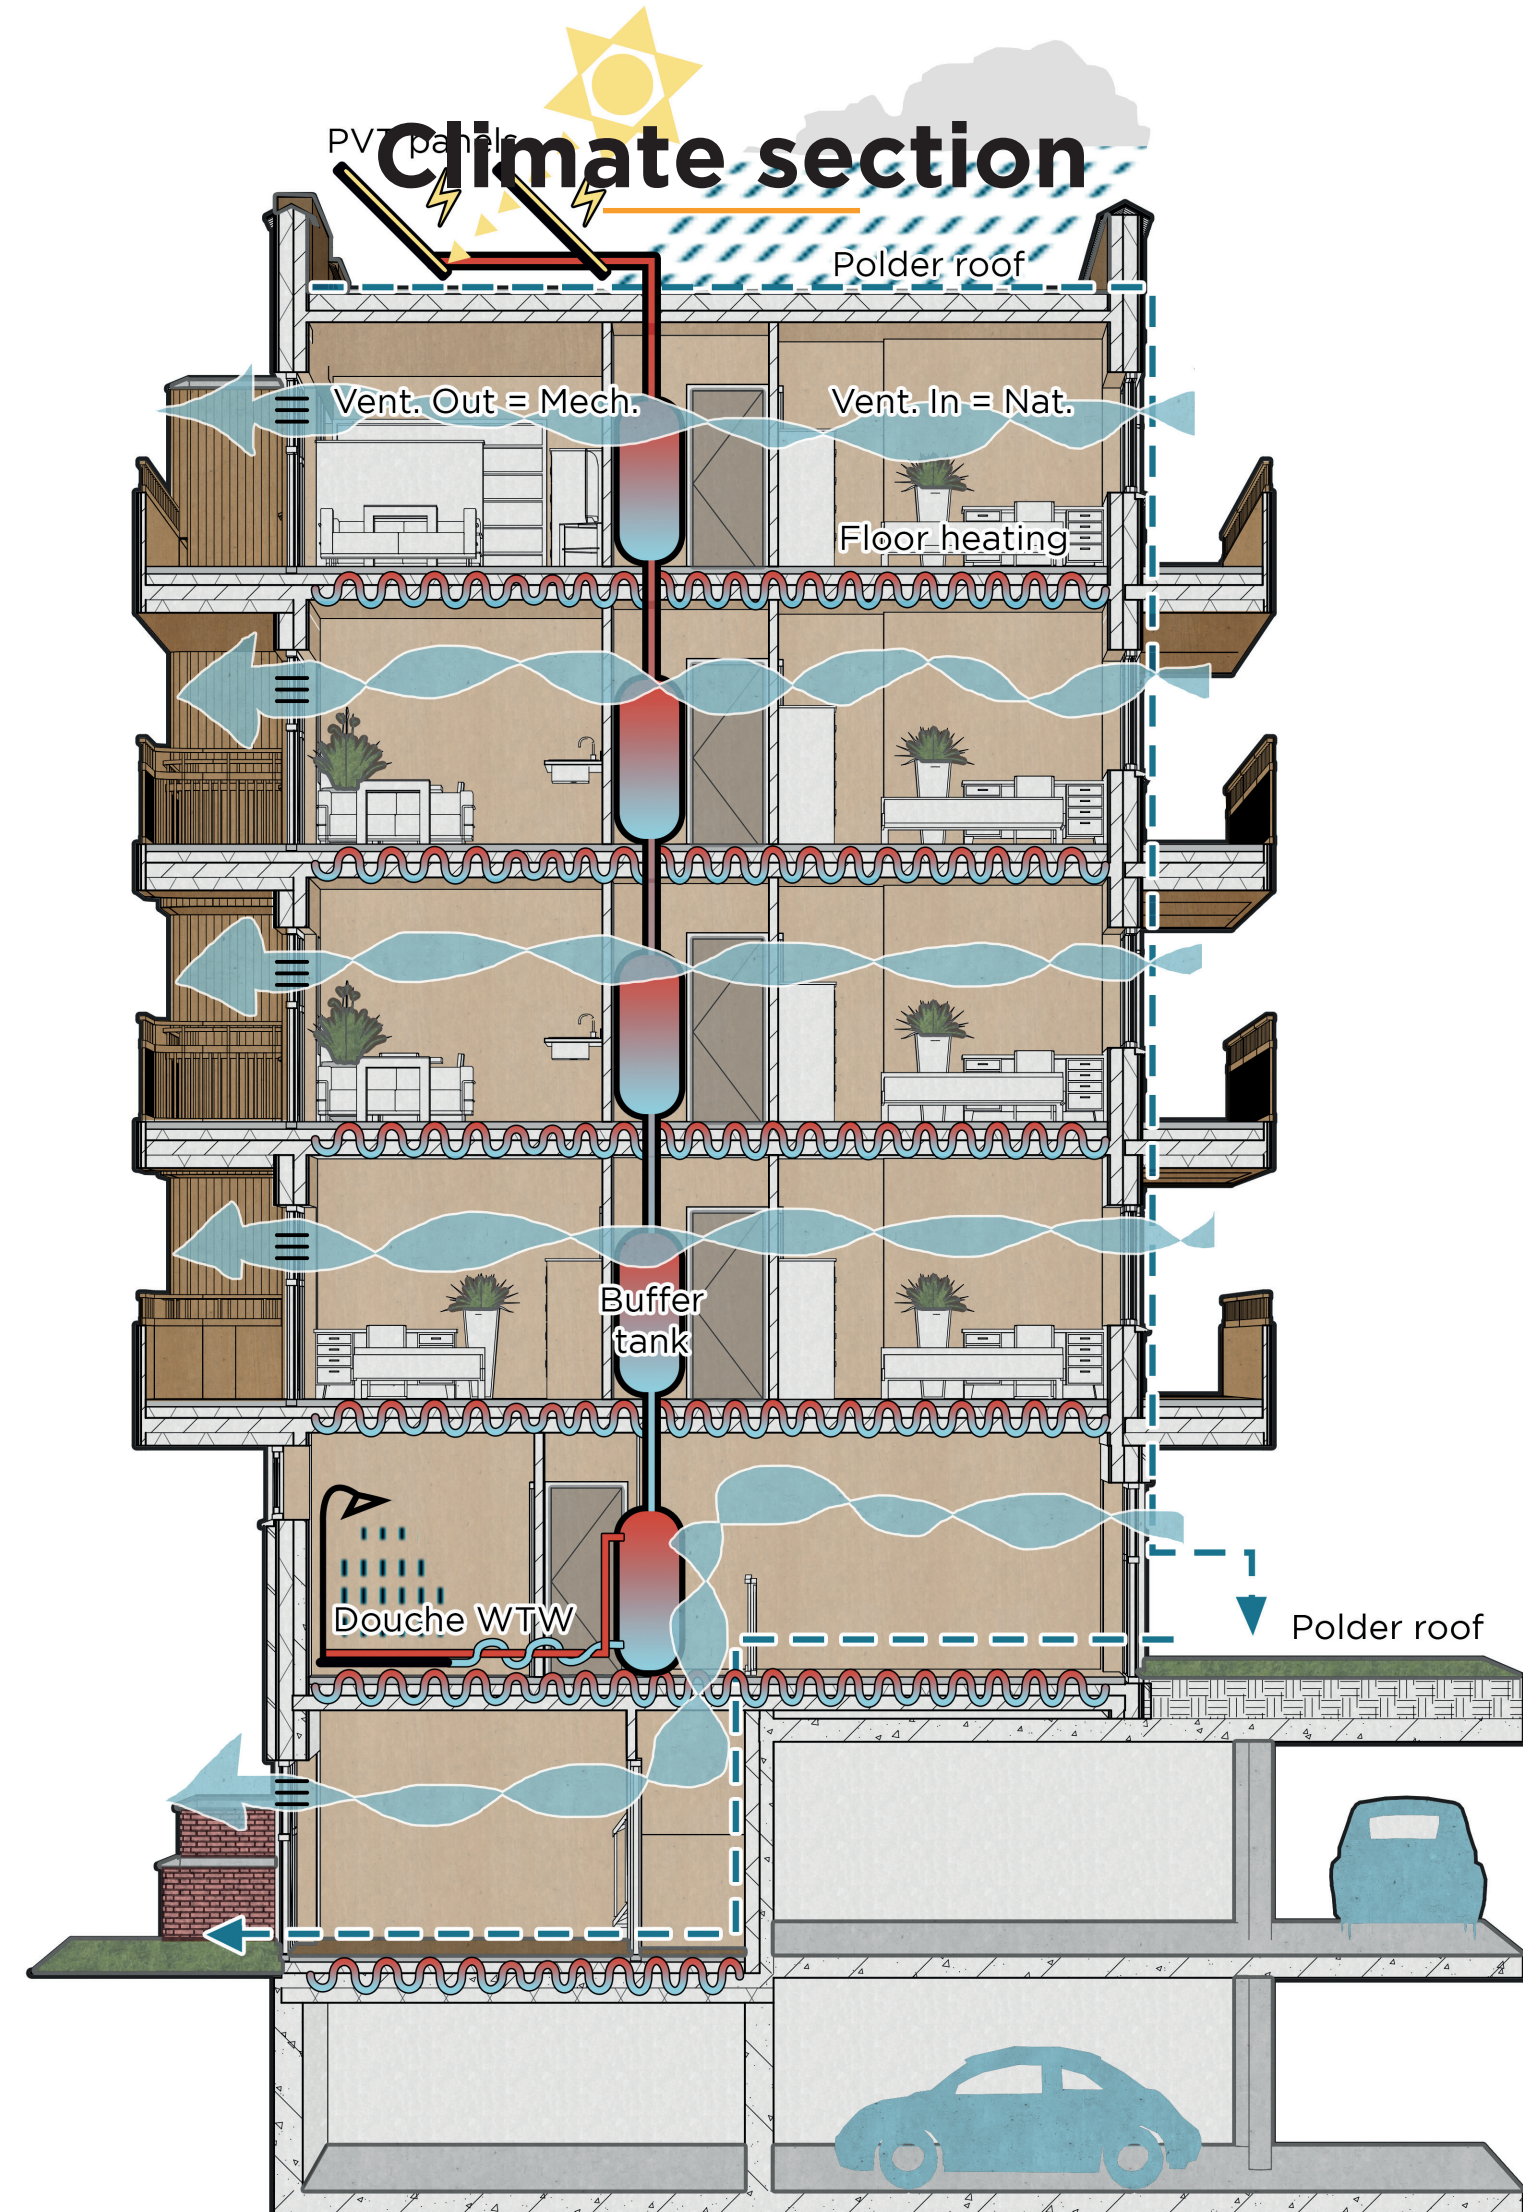 PVT panels
Climate section
Polder roof
Vent. Out = Mech.
Vent. In = Nat.
Floor heating
Buffer
tank
Douche WTW
Polder roof